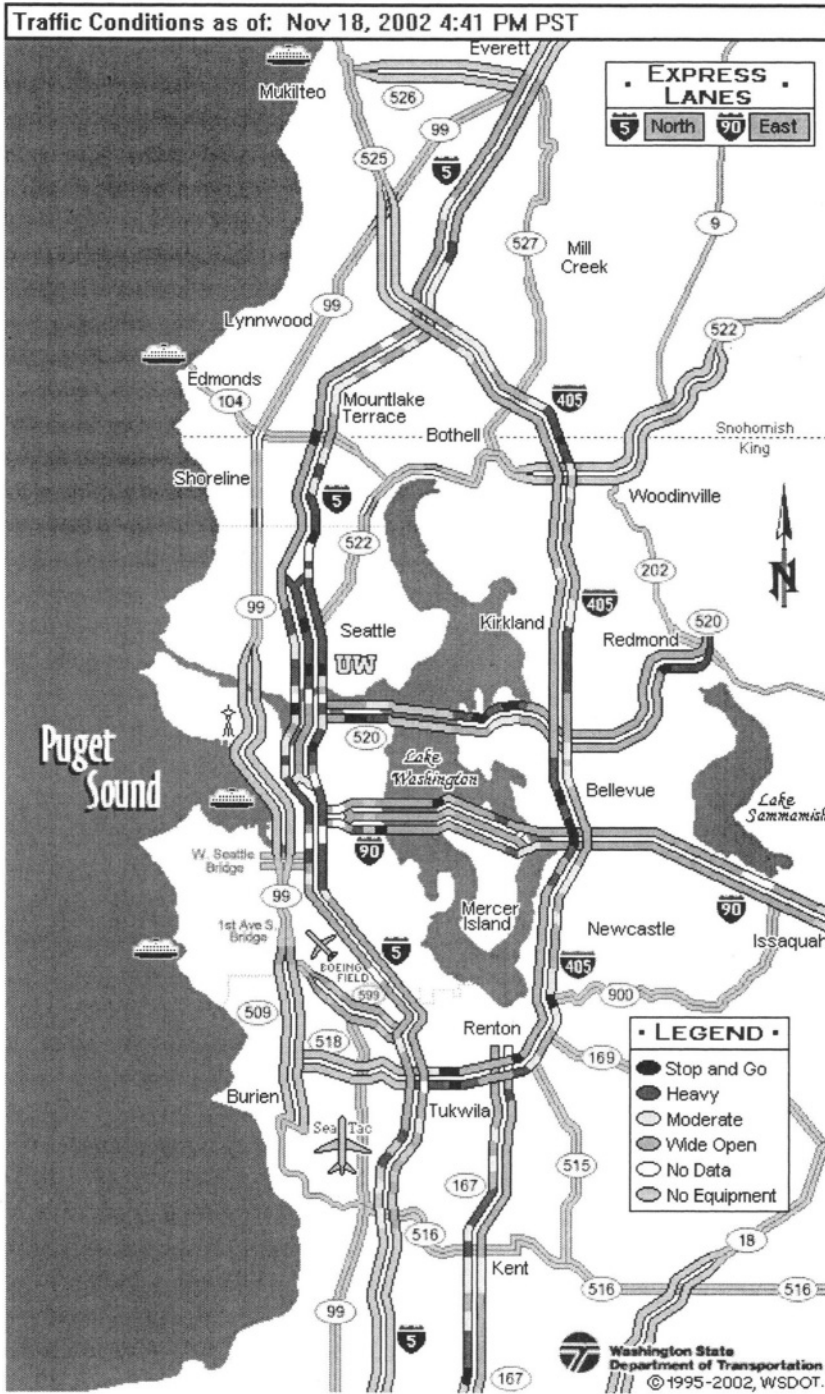 Traffic Conditions as of: Nov 18, 2002 4:41 PM PST
Everett
Mukilteo
526
99
525
5
EXPRESS
LANES
5 North 90 East
9
527
Mill
Creek
99
Lynnwood
522
Edmonds
104
Mountlake
Terrace
405
Bothell
Snohomish
King
Shoreline
5
Woodinville
522
N
202
99
405
Seattle
Kirkland
520
Redmond
UW
Puget
Sound
520
Lake
Washington
Bellevue
Lake
Sammamish
W. Seattle
Bridge
90
99
Mercer
Island
90
1st Ave S.
Bridge
Newcastle
Issaquah
5
BOEING
FIELD
405
599
900
509
Renton
518
169
LEGEND
Stop and Go
Heavy
Moderate
Wide Open
No Data
No Equipment
Burien
Tukwila
Sea Tac
515
167
516
18
Kent
516
516
99
5
167
Washington State
Department of Transportation
©1995-2002, WSDOT.